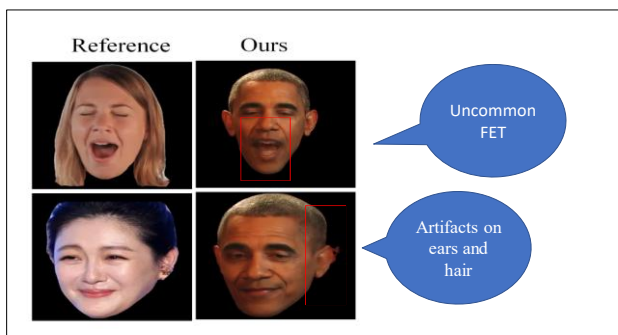 Reference
Ours
Uncommon
FET
Artifacts on
ears and
hair